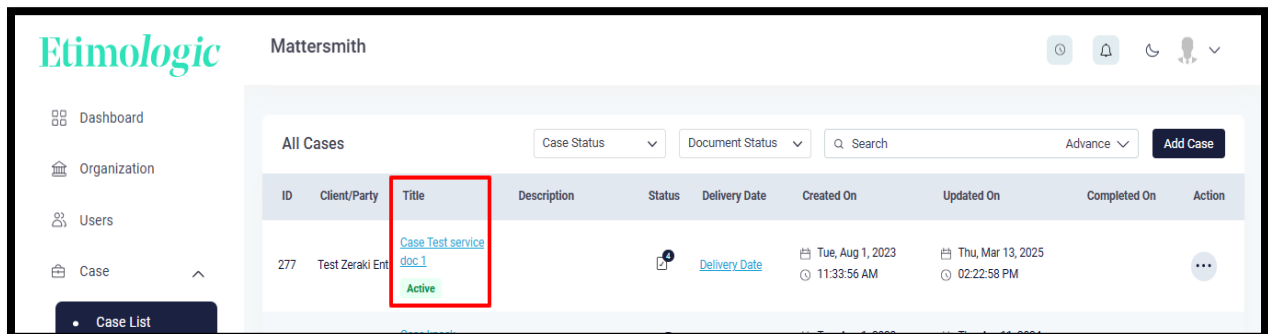 Etimologic
Mattersmith
Dashboard
Organization
Users
Case
Case List
All Cases
Case Status
Document Status
Search
Advance
Add Case
ID Client/Party Title Description Status Delivery Date Created On Updated On Completed On Action
277 Test Zeraki Ent
Case Test service
doc 1
Active
4
Delivery Date
Tue, Aug 1, 2023
11:33:56 AM
Thu, Mar 13, 2025
02:22:58 PM